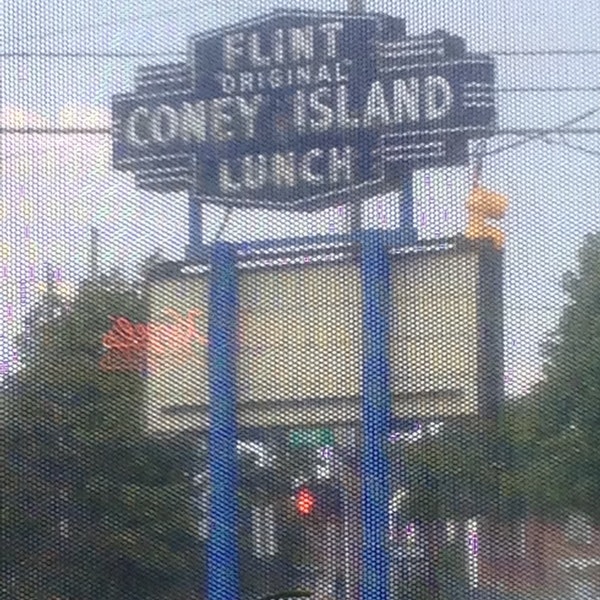 FLINT
ORIGINAL
CONEY ISLAND
LUNCH